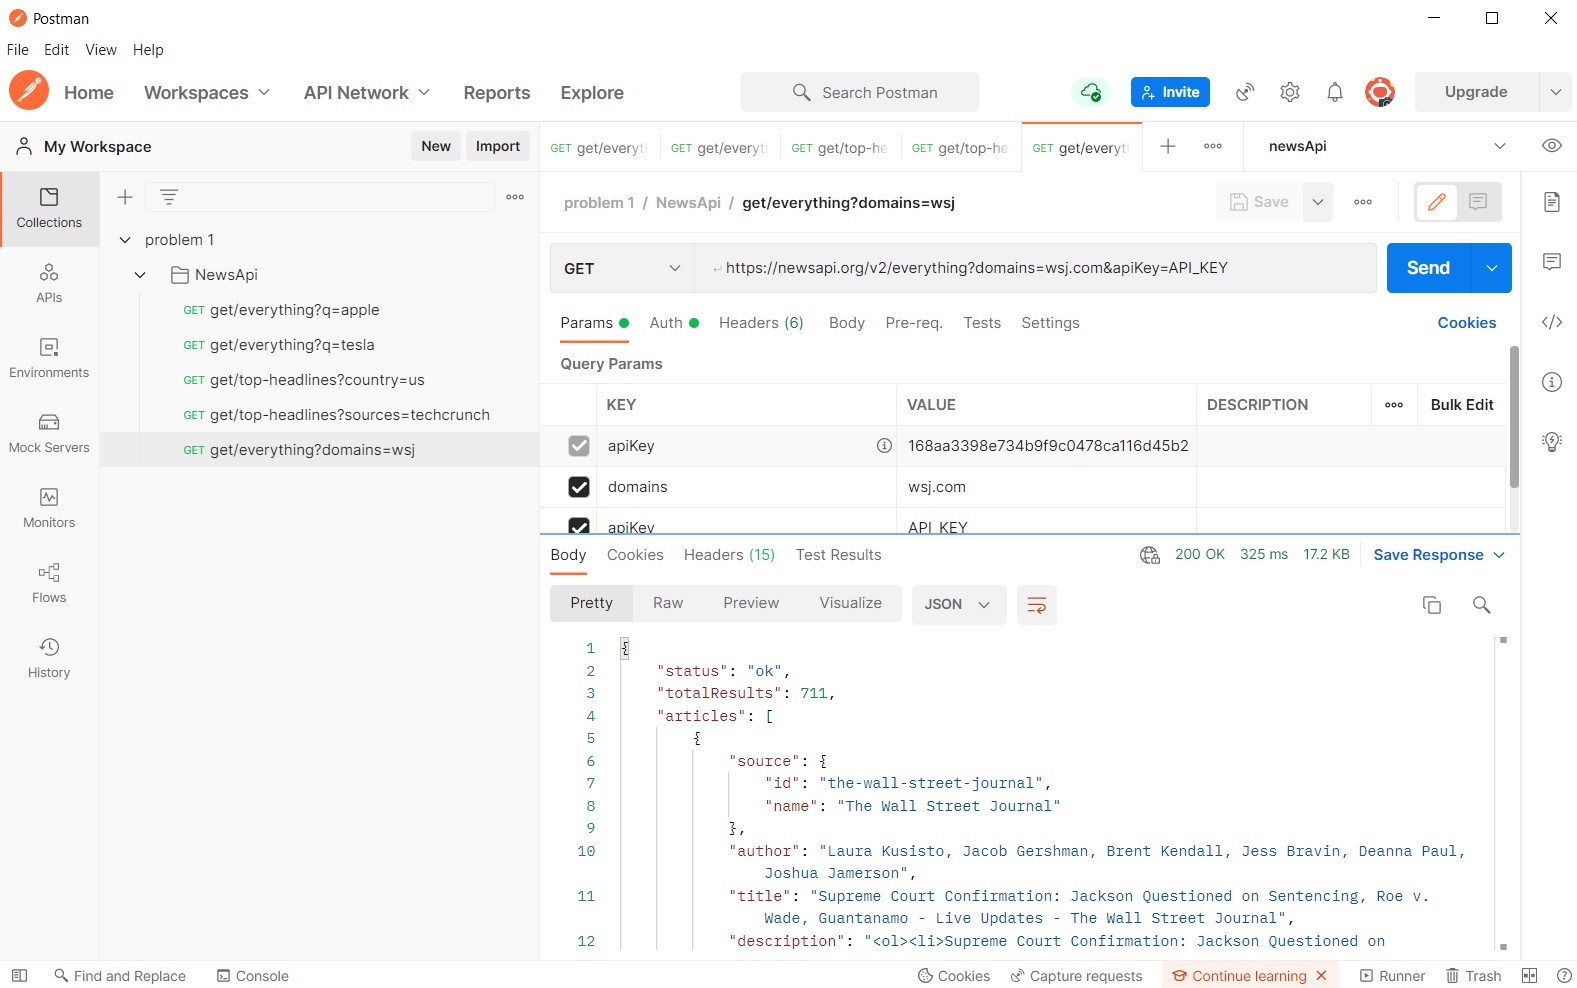 Postman
File Edit View Help
Home Workspaces API Network Reports Explore Search Postman Invite Upgrade
My Workspace New Import
GET get/everyt GET get/everyt GET get/top-he GET get/top-he GET get/everyt newsApi
Collections
APIs
Environments
Mock Servers
Monitors
Flows
History
problem 1
NewsApi
GET get/everything?q=apple
GET get/everything?q=tesla
GET get/top-headlines?country=us
GET get/top-headlines?sources=techcrunch
GET get/everything?domains=wsj
problem 1 / NewsApi / get/everything?domains=wsj Save
GET https://newsapi.org/v2/everything?domains=wsj.com&apiKey=API_KEY Send
Params Auth Headers (6) Body Pre-req. Tests Settings Cookies
Query Params
KEY VALUE DESCRIPTION Bulk Edit
apiKey 168aa3398e734b9f9c0478ca116d45b2
domains wsj.com
apiKey API_KEY
Body Cookies Headers (15) Test Results 200 OK 325 ms 17.2 KB Save Response
Pretty Raw Preview Visualize JSON
1 {
2 "status": "ok",
3 "totalResults": 711,
4 "articles": [
5 {
6 "source": {
7 "id": "the-wall-street-journal",
8 "name": "The Wall Street Journal"
9 },
10 "author": "Laura Kusisto, Jacob Gershman, Brent Kendall, Jess Bravin, Deanna Paul,
Joshua Jamerson",
11 "title": "Supreme Court Confirmation: Jackson Questioned on Sentencing, Roe v.
Wade, Guantanamo - Live Updates - The Wall Street Journal",
12 "description": "<ol><li>Supreme Court Confirmation: Jackson Questioned on
Find and Replace Console Cookies Capture requests Continue learning Runner Trash